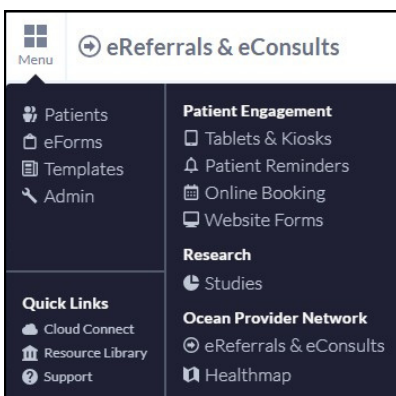 Menu
eReferrals & eConsults
Patients
eForms
Templates
Admin
Quick Links
Cloud Connect
Resource Library
Support
Patient Engagement
Tablets & Kiosks
Patient Reminders
Online Booking
Website Forms
Research
Studies
Ocean Provider Network
eReferrals & eConsults
Healthmap